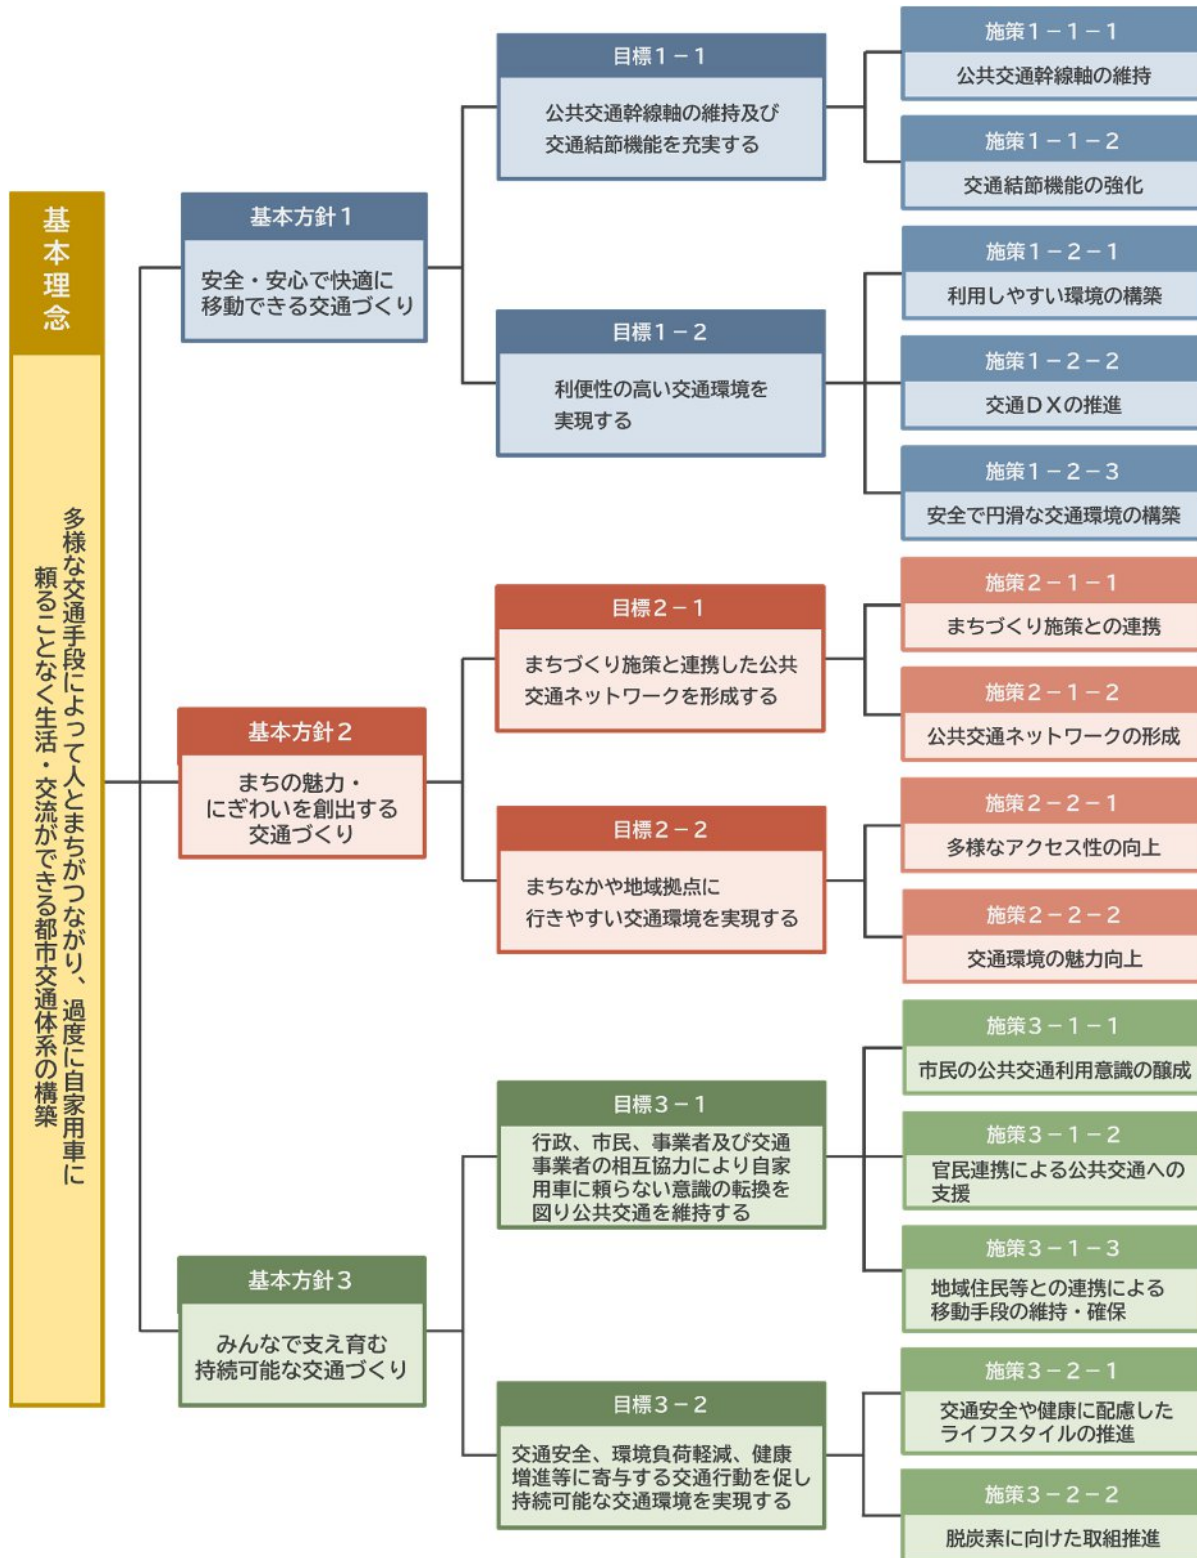 基本理念
多様な交通手段によって人とまちがつながり、過度に自家用車に
頼ることなく生活・交流ができる都市交通体系の構築
基本方針1
安全・安心で快適に
移動できる交通づくり
目標1-1
公共交通幹線軸の維持及び
交通結節機能を充実する
施策1-1-1
公共交通幹線軸の維持
施策1-1-2
交通結節機能の強化
目標1-2
利便性の高い交通環境を
実現する
施策1-2-1
利用しやすい環境の構築
施策1-2-2
交通DXの推進
施策1-2-3
安全で円滑な交通環境の構築
基本方針2
まちの魅力・
にぎわいを創出する
交通づくり
目標2-1
まちづくり施策と連携した公共
交通ネットワークを形成する
施策2-1-1
まちづくり施策との連携
施策2-1-2
公共交通ネットワークの形成
目標2-2
まちなかや地域拠点に
行きやすい交通環境を実現する
施策2-2-1
多様なアクセス性の向上
施策2-2-2
交通環境の魅力向上
基本方針3
みんなで支え育む
持続可能な交通づくり
目標3-1
行政、市民、事業者及び交通
事業者の相互協力により自家
用車に頼らない意識の転換を
図り公共交通を維持する
施策3-1-1
市民の公共交通利用意識の醸成
施策3-1-2
官民連携による公共交通への
支援
施策3-1-3
地域住民等との連携による
移動手段の維持・確保
目標3-2
交通安全、環境負荷軽減、健康
増進等に寄与する交通行動を促し
持続可能な交通環境を実現する
施策3-2-1
交通安全や健康に配慮した
ライフスタイルの推進
施策3-2-2
脱炭素に向けた取組推進